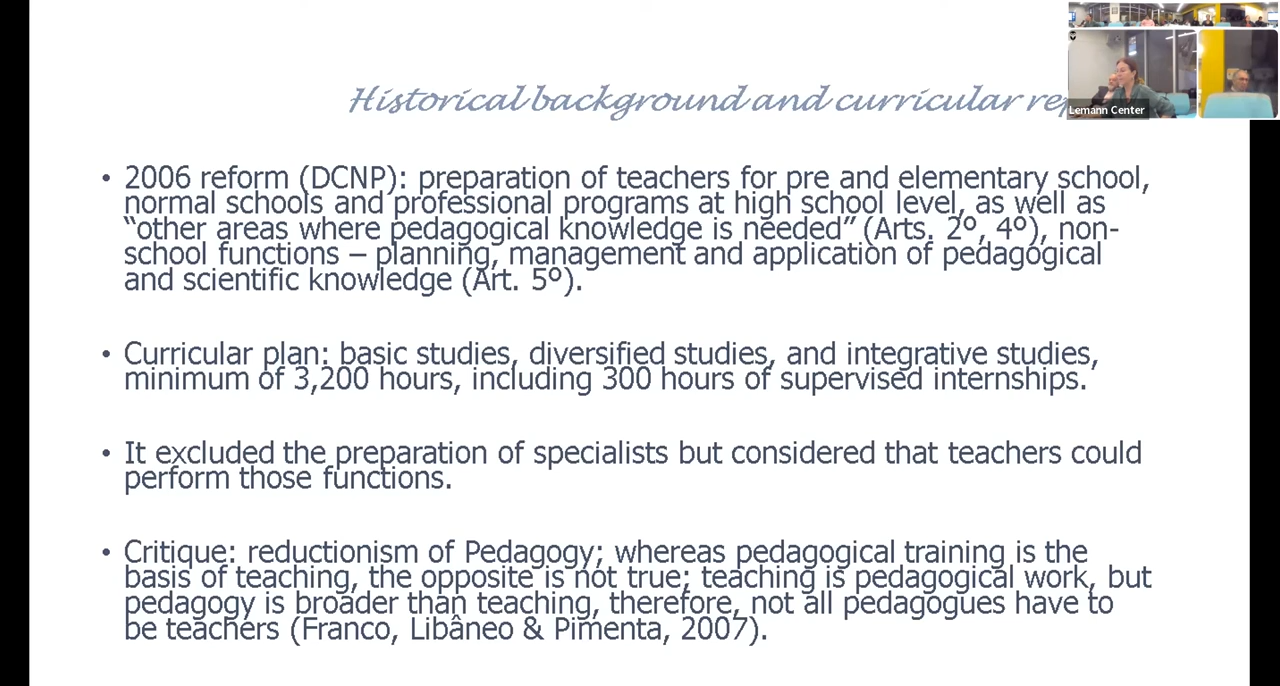 Historical background and curricular
• 2006 reform (DCNP): preparation of teachers for pre and elementary school,
normal schools and professional programs at high school level, as well as
“other areas where pedagogical knowledge is needed” (Arts. 2º, 4º), non-
school functions – planning, management and application of pedagogical
and scientific knowledge (Art. 5º).
• Curricular plan: basic studies, diversified studies, and integrative studies,
minimum of 3,200 hours, including 300 hours of supervised internships.
• It excluded the preparation of specialists but considered that teachers could
perform those functions.
• Critique: reductionism of Pedagogy; whereas pedagogical training is the
basis of teaching, the opposite is not true; teaching is pedagogical work, but
pedagogy is broader than teaching, therefore, not all pedagogues have to
be teachers (Franco, Libâneo & Pimenta, 2007).
Lemann Center